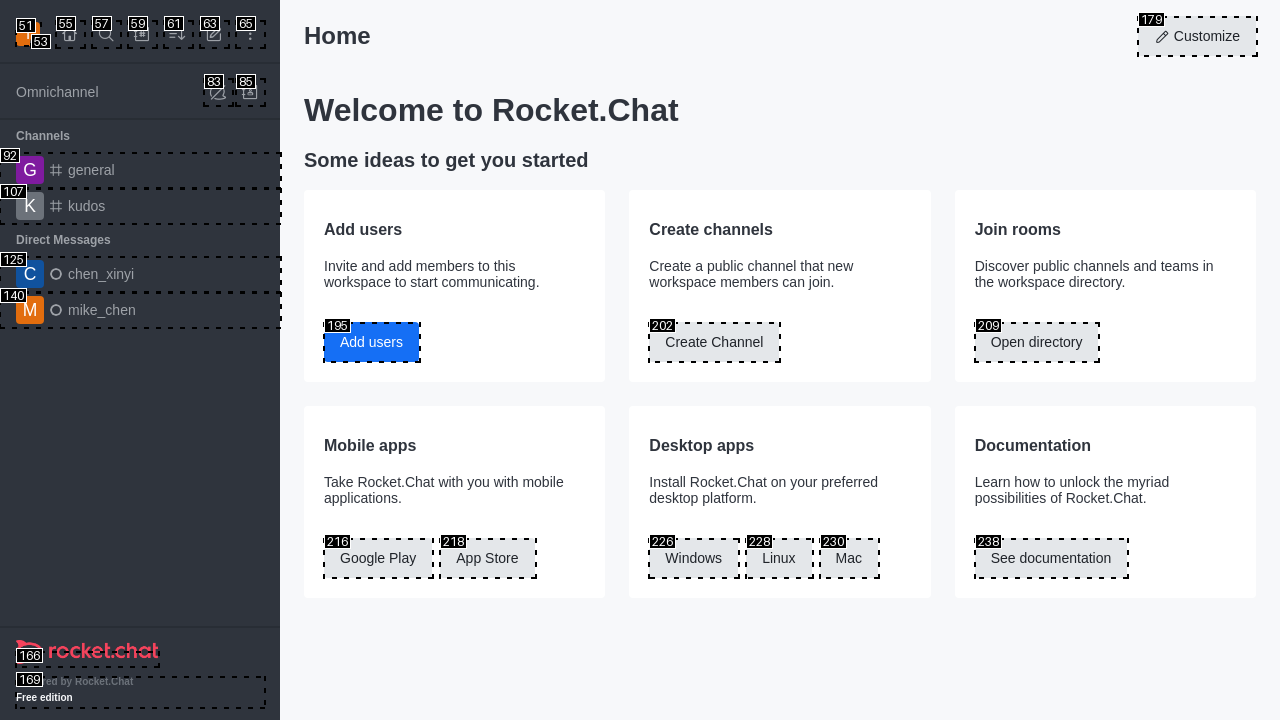 51
53
55
57
59
61
63
65
Home
179
Customize
Omnichannel
83
85
Channels
92
G
general
107
K
kudos
Direct Messages
125
C
chen_xinyi
140
M
mike_chen
Welcome to Rocket.Chat
Some ideas to get you started
Add users
Invite and add members to this
workspace to start communicating.
195
Add users
Create channels
Create a public channel that new
workspace members can join.
202
Create Channel
Join rooms
Discover public channels and teams in
the workspace directory.
209
Open directory
Mobile apps
Take Rocket.Chat with you with mobile
applications.
216
Google Play
218
App Store
Desktop apps
Install Rocket.Chat on your preferred
desktop platform.
226
Windows
228
Linux
230
Mac
Documentation
Learn how to unlock the myriad
possibilities of Rocket.Chat.
238
See documentation
166
rocket.chat
169
by Rocket.Chat
Free edition